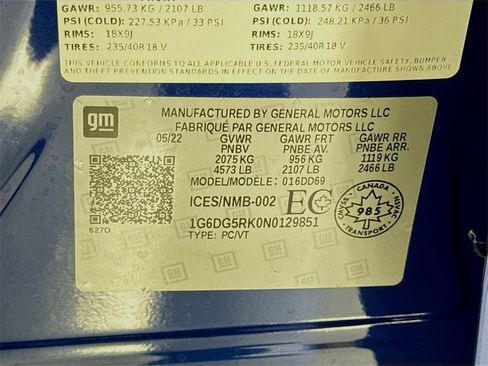 GAWR: 955.73 KG / 2107 LB GAWR: 1118.57 KG / 2466 LB
PSI (COLD): 227.53 KPa / 33 PSI PSI (COLD): 248.21 KPa / 36 PSI
RIMS: 18X9J RIMS: 18X9J
TIRES: 235/40R18 V TIRES: 235/40R18 V
THIS VEHICLE CONFORMS TO ALL APPLICABLE U.S. FEDERAL MOTOR VEHICLE SAFETY, BUMPER
AND THEFT PREVENTION STANDARDS IN EFFECT ON THE DATE OF MANUFACTURE SHOWN ABOVE.
gm
MANUFACTURED BY GENERAL MOTORS LLC
FABRIQUÉ PAR GENERAL MOTORS LLC
05/22 GVWR GAWR FRT GAWR RR
PNBV PNBE AV. PNBE ARR.
2075 KG 956 KG 1119 KG
4573 LB 2107 LB 2466 LB
MODEL/MODÈLE: 016DD69
ICES/NMB-002 EC
1G6DG5RK0N0129851
TYPE: PC/VT
627D
CANADA
985